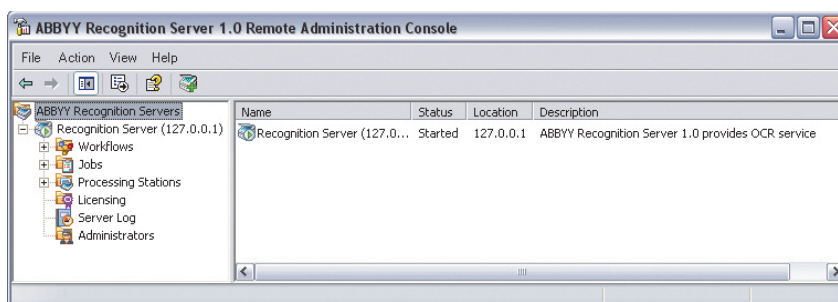 ABBYY Recognition Server 1.0 Remote Administration Console
File Action View Help
ABBYY Recognition Servers
Recognition Server (127.0.0.1)
Workflows
Jobs
Processing Stations
Licensing
Server Log
Administrators
Name Status Location Description
Recognition Server (127.0... Started 127.0.0.1 ABBYY Recognition Server 1.0 provides OCR service